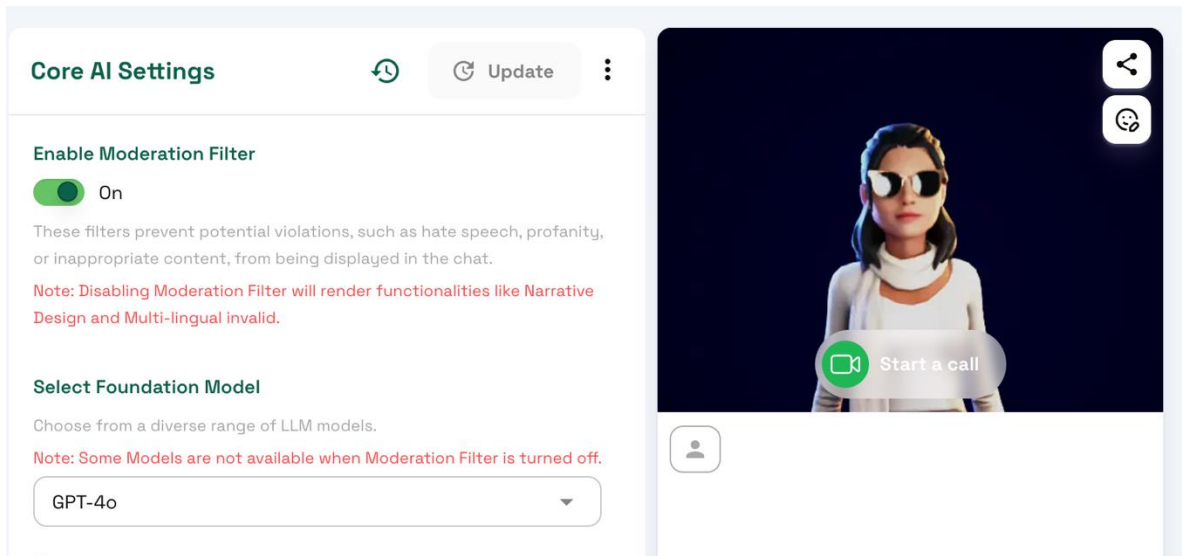 Core AI Settings
Update
Enable Moderation Filter
On
These filters prevent potential violations, such as hate speech, profanity,
or inappropriate content, from being displayed in the chat.
Note: Disabling Moderation Filter will render functionalities like Narrative
Design and Multi-lingual invalid.
Select Foundation Model
Choose from a diverse range of LLM models.
Note: Some Models are not available when Moderation Filter is turned off.
GPT-4o
Start a call